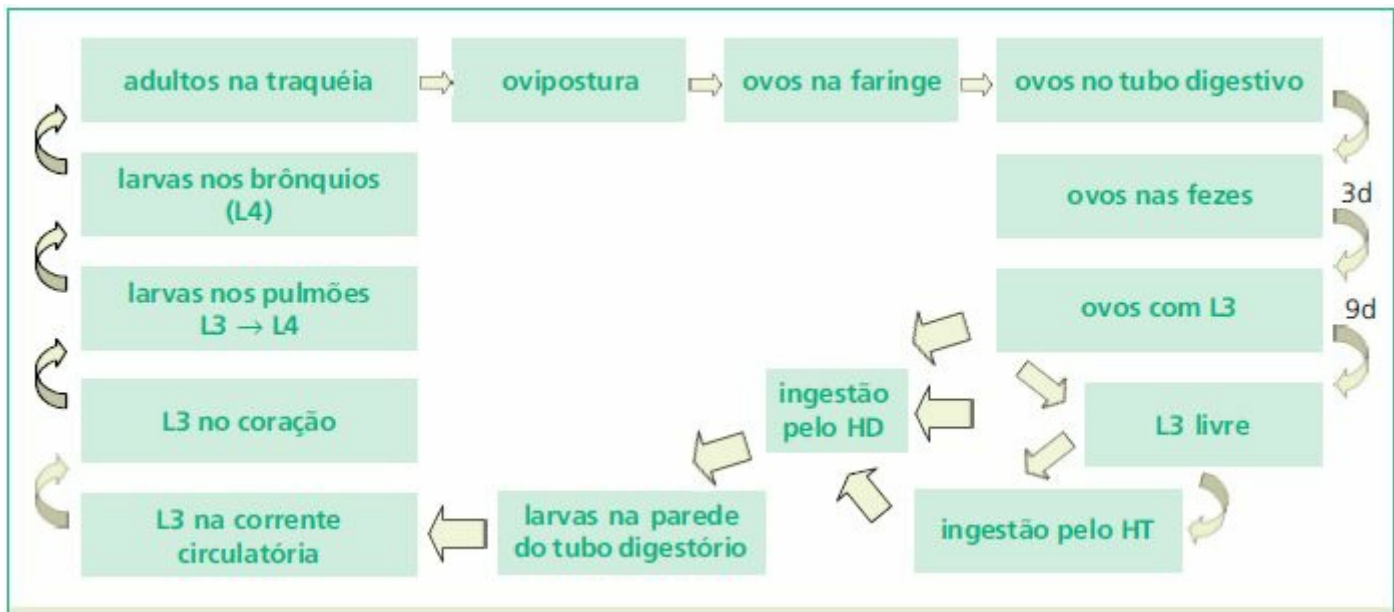 adultos na traquéia
ovipostura
ovos na faringe
ovos no tubo digestivo
larvas nos brônquios
(L4)
ovos nas fezes
3d
larvas nos pulmões
L3 → L4
ovos com L3
9d
L3 no coração
ingestão
pelo HD
L3 livre
L3 na corrente
circulatória
larvas na parede
do tubo digestório
ingestão pelo HT